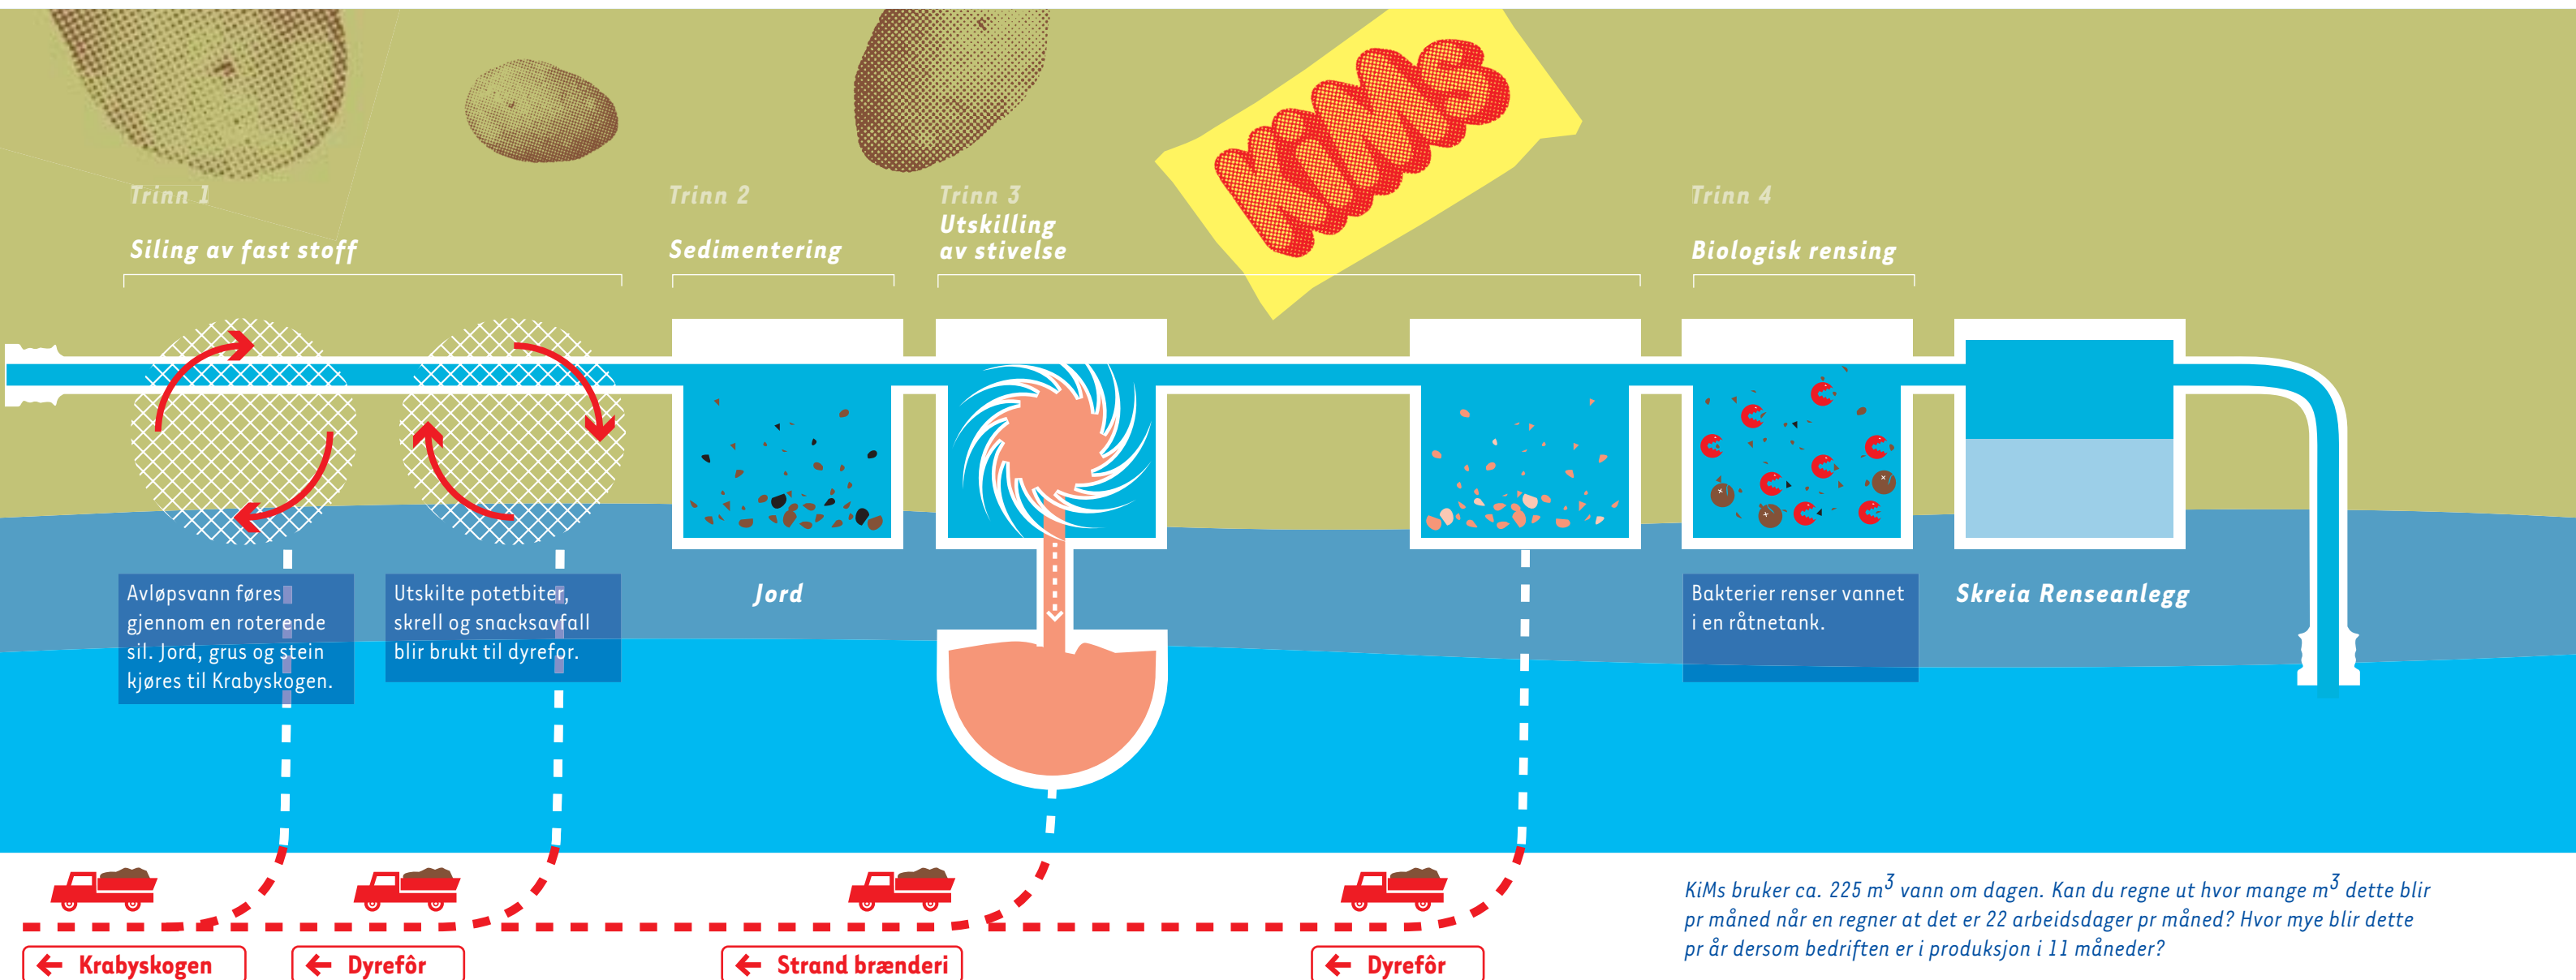 KiMs
Trinn 1
Siling av fast stoff
Trinn 2
Sedimentering
Trinn 3
Utskilling
av stivelse
Trinn 4
Biologisk rensing
Avløpsvann føres
gjennom en roterende
sil. Jord, grus og stein
kjøres til Krabyskogen.
Utskilte potetbiter,
skrell og snacksavfall
blir brukt til dyrefor.
Jord
Bakterier renser vannet
i en råtnetank.
Skreia Renseanlegg
KiMs bruker ca. 225 m³ vann om dagen. Kan du regne ut hvor mange m³ dette blir
pr måned når en regner at det er 22 arbeidsdager pr måned? Hvor mye blir dette
pr år dersom bedriften er i produksjon i 11 måneder?
← Krabyskogen
← Dyrefôr
← Strand brænderi
← Dyrefôr